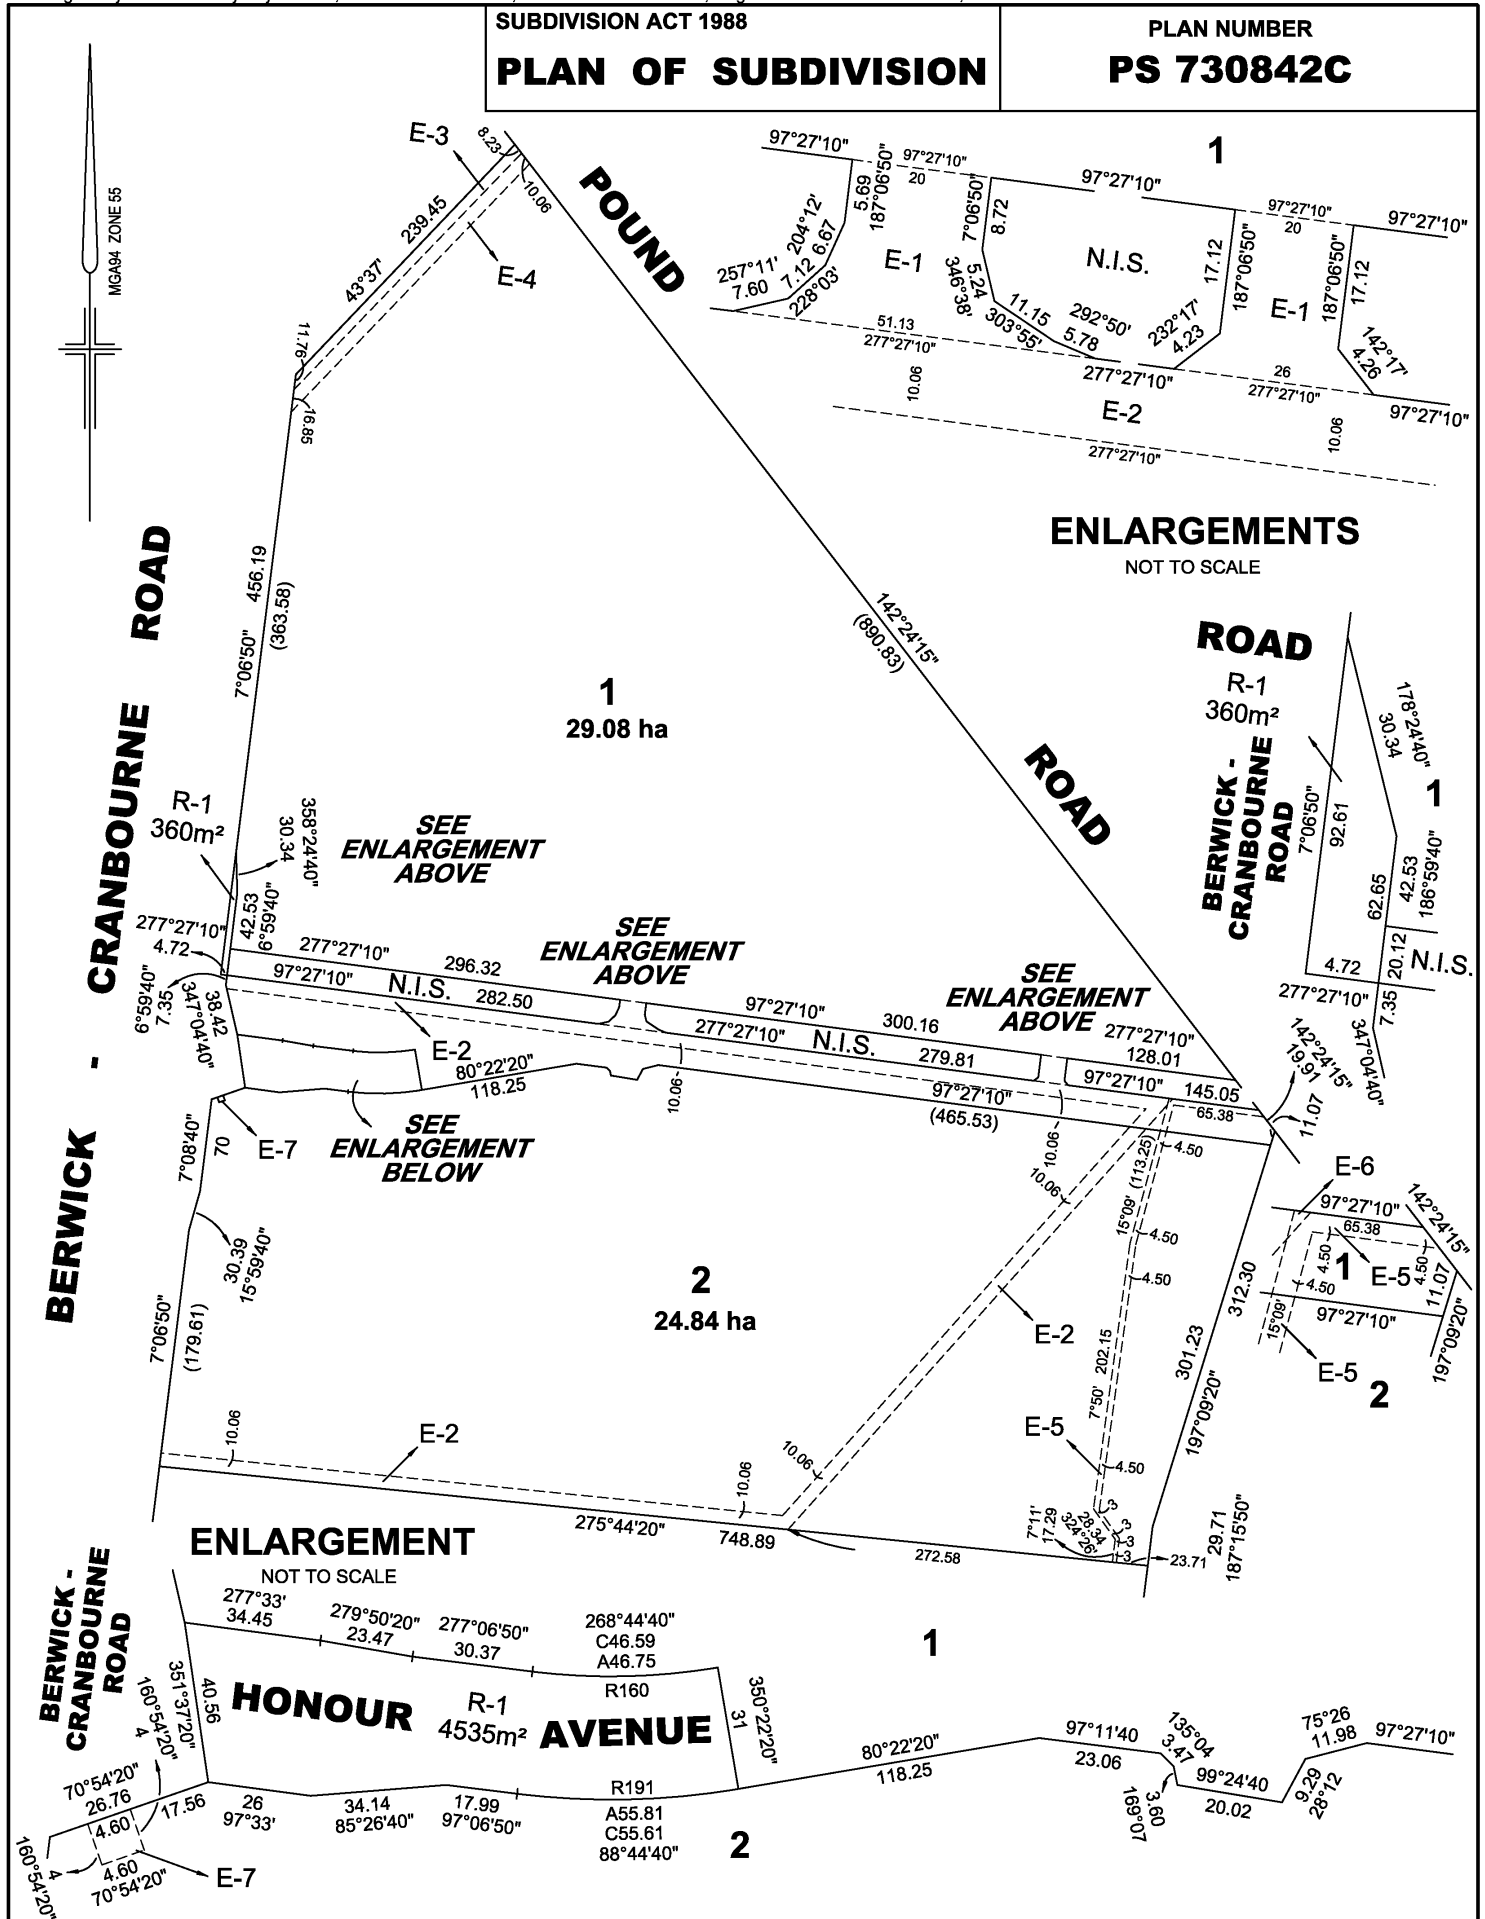 SUBDIVISION ACT 1988
PLAN OF SUBDIVISION
PLAN NUMBER
PS 730842C
MGA94 ZONE 55
E-3
8.23
10.06
239.45
43°37'
E-4
11.76
16.85
POUND
ROAD
142°24'15"
(890.83)
97°27'10"
5.69
187°06'50"
97°27'10"
20
7°06'50"
8.72
97°27'10"
1
97°27'10"
20
97°27'10"
204°12'
6.67
257°11'
7.60
7.12
228°03'
E-1
5.24
346°38'
N.I.S.
11.15
303°55'
292°50'
5.78
232°17'
4.23
17.12
187°06'50"
E-1
187°06'50"
17.12
142°17'
4.26
51.13
277°27'10"
277°27'10"
26
277°27'10"
97°27'10"
10.06
E-2
10.06
277°27'10"
ENLARGEMENTS
NOT TO SCALE
ROAD
R-1
360m²
BERWICK -
CRANBOURNE
ROAD
7°06'50"
92.61
178°24'40"
30.34
1
62.65
42.53
186°59'40"
20.12
N.I.S.
4.72
277°27'10"
7.35
347°04'40"
BERWICK - CRANBOURNE ROAD
456.19
7°06'50"
(363.58)
1
29.08 ha
R-1
360m²
358°24'40"
30.34
SEE
ENLARGEMENT
ABOVE
42.53
6°59'40"
277°27'10"
4.72
6°59'40"
7.35
38.42
347°04'40"
277°27'10"
296.32
97°27'10"
N.I.S.
282.50
SEE
ENLARGEMENT
ABOVE
E-2
97°27'10"
300.16
277°27'10"
N.I.S.
279.81
SEE
ENLARGEMENT
ABOVE
277°27'10"
128.01
97°27'10"
145.05
65.38
142°24'15"
19.91
11.07
80°22'20"
118.25
10.06
97°27'10"
(465.53)
10.06
SEE
ENLARGEMENT
BELOW
7°08'40"
70
E-7
30.39
15°59'40"
7°06'50"
(179.61)
2
24.84 ha
10.06
15°09'
(113.25)
4.50
4.50
4.50
E-2
7°50'
202.15
E-5
4.50
312.30
301.23
197°09'20"
E-6
97°27'10"
65.38
142°24'15"
4.50
1
E-5
4.50
11.07
4.50
97°27'10"
15°09'
E-5
197°09'20"
2
10.06
E-2
10.06
10.06
275°44'20"
748.89
272.58
7°11'
17.29
324°26'
28.34
3
3
3
3
23.71
29.71
187°15'50"
1
ENLARGEMENT
NOT TO SCALE
BERWICK -
CRANBOURNE
ROAD
277°33'
34.45
279°50'20"
23.47
277°06'50"
30.37
268°44'40"
C46.59
A46.75
R160
351°37'20"
40.56
HONOUR AVENUE
R-1
4535m²
31
350°22'20"
160°54'20"
4
70°54'20"
26.76
17.56
4.60
4.60
70°54'20"
160°54'20"
4
E-7
26
97°33'
34.14
85°26'40"
17.99
97°06'50"
R191
A55.81
C55.61
88°44'40"
2
80°22'20"
118.25
97°11'40
23.06
135°04
3.47
3.60
169°07
99°24'40
20.02
9.29
28°12
75°26
11.98
97°27'10"